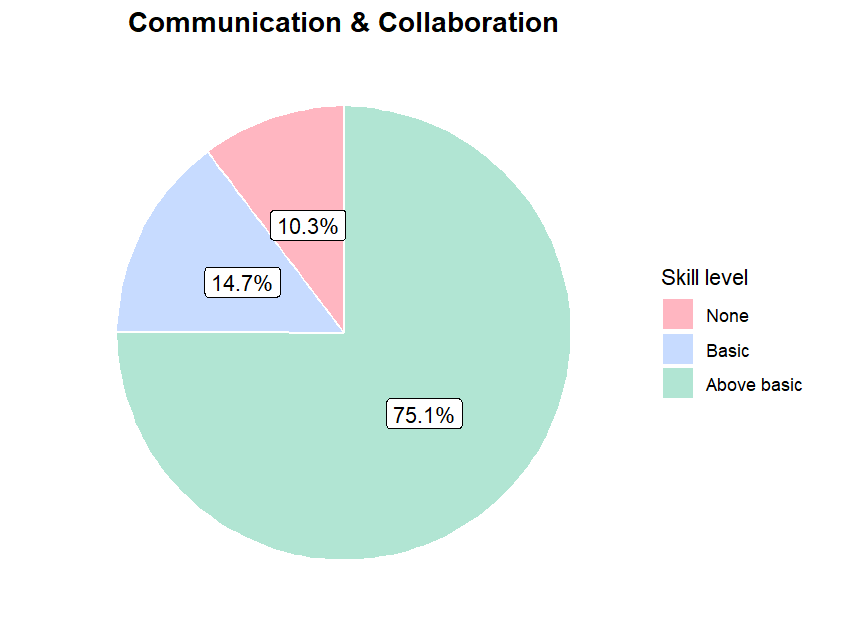 Communication & Collaboration
10.3%
14.7%
75.1%
Skill level
None
Basic
Above basic